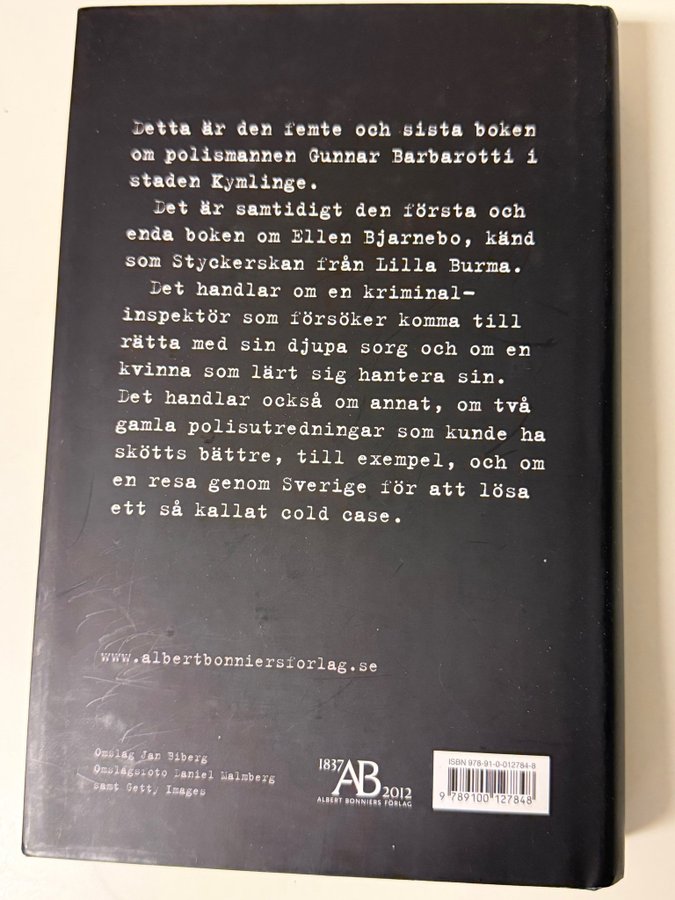 Detta är den femte och sista boken
om polismannen Gunnar Barbarotti i
staden Kymlinge.
Det är samtidigt den första och
enda boken om Ellen Bjarnebo, känd
som Styckerskan från Lilla Burma.
Det handlar om en kriminal-
inspektör som försöker komma till
rätta med sin djupa sorg och om en
kvinna som lärt sig hantera sin.
Det handlar också om annat, om två
gamla polisutredningar som kunde ha
skötts bättre, till exempel, och om
en resa genom Sverige för att lösa
ett så kallat cold case.
www.albertbonniersforlag.se
Omslag Jan Biberg
Omslagsfoto Daniel Malmberg
samt Getty Images
1837 AB 2012
ALBERT BONNIERS FÖRLAG
ISBN 978-91-0-012784-8
9 789100 127848